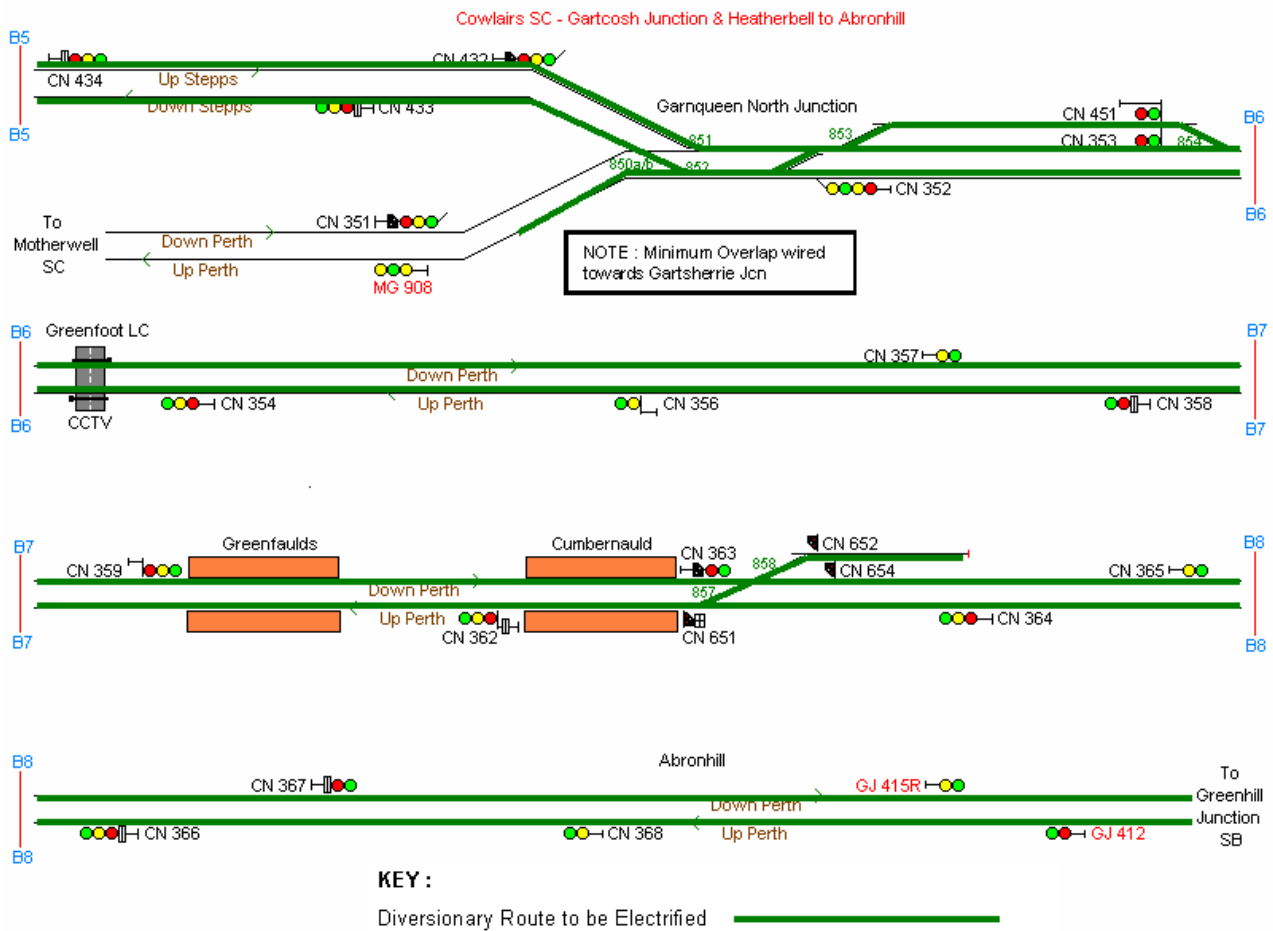 Cowlairs SC - Gartcosh Junction & Heatherbell to Abronhill
B5
B5
CN 434
Up Stepps
CN 432
Down Stepps
CN 433
Garnqueen North Junction
CN 451
CN 353
B6
B6
851
853
854
850a/b
852
CN 352
To
Motherwell
SC
CN 351
Down Perth
Up Perth
MG 908
NOTE : Minimum Overlap wired
towards Gartsherrie Jcn
B6
B6
Greenfoot LC
CCTV
CN 354
Down Perth
Up Perth
CN 356
CN 357
CN 358
B7
B7
B7
B7
CN 359
Greenfaulds
Down Perth
Up Perth
CN 362
Cumbernauld
CN 363
857
858
CN 651
CN 652
CN 654
CN 364
CN 365
B8
B8
B8
B8
CN 367
CN 366
Abronhill
CN 368
Down Perth
Up Perth
GJ 415R
GJ 412
To
Greenhill
Junction
SB
KEY :
Diversionary Route to be Electrified